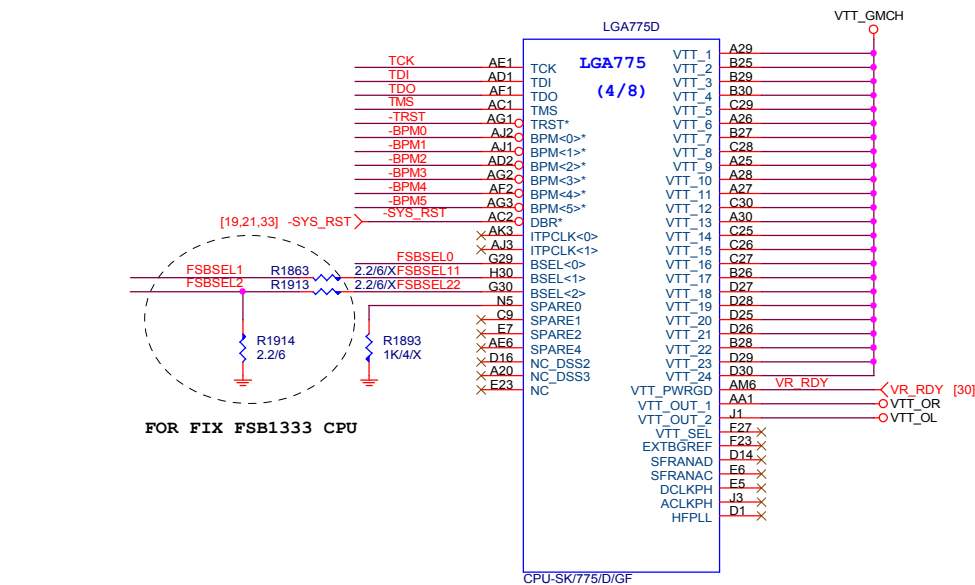 VTT_GMCH
LGA775D
LGA775
(4/8)
TCK AE1 TCK
TDI AD1 TDI
TDO AF1 TDO
TMS AC1 TMS
-TRST AG1 TRST*
-BPM0 AJ2 BPM<0>*
-BPM1 AJ1 BPM<1>*
-BPM2 AD2 BPM<2>*
-BPM3 AG2 BPM<3>*
-BPM4 AF2 BPM<4>*
-BPM5 AG3 BPM<5>*
[19,21,33] -SYS_RST -SYS_RST AC2 DBR*
AK3 ITPCLK<0>
AJ3 ITPCLK<1>
FSBSEL0 G29 BSEL<0>
FSBSEL1 R1863 2.2/6/X FSBSEL11 H30 BSEL<1>
FSBSEL2 R1913 2.2/6/X FSBSEL22 G30 BSEL<2>
N5 SPARE0
C9 SPARE1
E7 SPARE2
AE6 SPARE4
D16 NC_DSS2
A20 NC_DSS3
E23 NC
R1914
2.2/6
R1893
1K/4/X
FOR FIX FSB1333 CPU
VTT_1 A29
VTT_2 B25
VTT_3 B29
VTT_4 B30
VTT_5 C29
VTT_6 A26
VTT_7 B27
VTT_8 C28
VTT_9 A25
VTT_10 A28
VTT_11 A27
VTT_12 C30
VTT_13 A30
VTT_14 C25
VTT_15 C26
VTT_16 C27
VTT_17 B26
VTT_18 D27
VTT_19 D28
VTT_20 D25
VTT_21 D26
VTT_22 B28
VTT_23 D29
VTT_24 D30
VTT_PWRGD AM6 VR_RDY VR_RDY [30]
VTT_OUT_1 AA1 VTT_OR
VTT_OUT_2 J1 VTT_OL
VTT_SEL F27
EXTBGREF F23
SFRANAD D14
SFRANAC E6
DCLKPH E5
ACLKPH J3
HFPLL D1
CPU-SK/775/D/GF